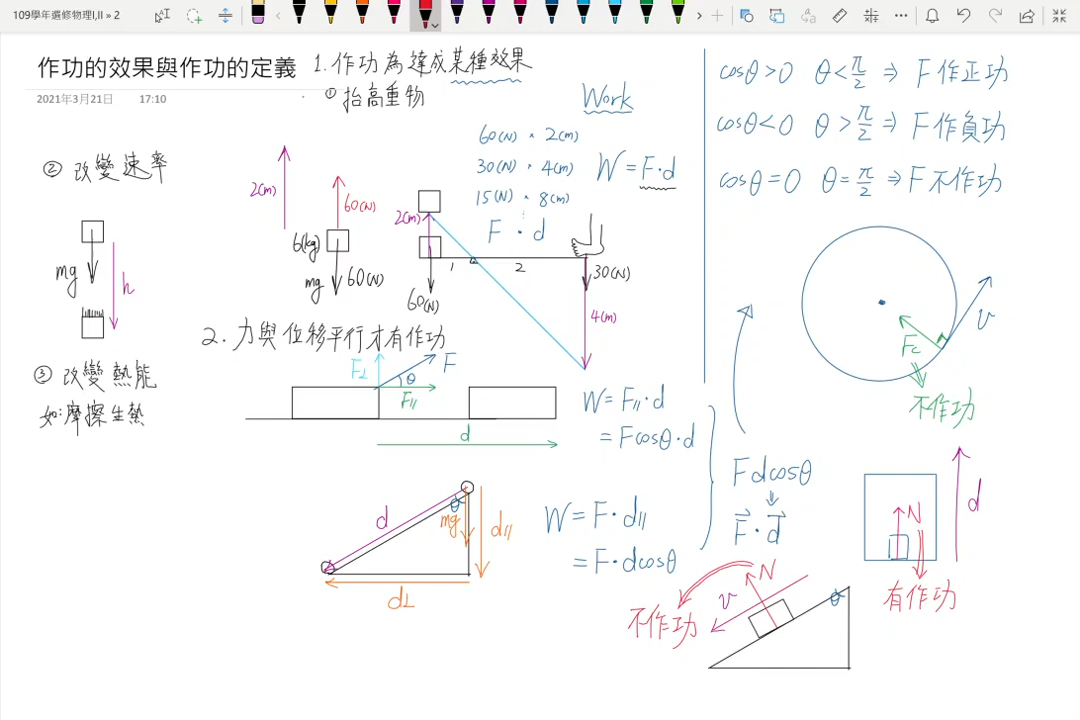 109學年選修物理I,II » 2
作功的效果與作功的定義
2021年3月21日 17:10
1. 作功為達成某種效果
① 抬高重物
Work
60(N) · 2(m)
30(N) · 4(m)
15(N) · 8(m)
F · d
W=F·d
② 改變速率
mg
h
2(m)
60(N)
6(kg)
mg
60(N)
2(m)
1
2
60(N)
30(N)
4(m)
③ 改變熱能
如:摩擦生熱
2. 力與位移平行才有作功
F⊥
F
θ
F//
d
W=F//·d
=Fcosθ·d
d
θ
mg
d//
d⊥
W=F·d//
=F·dcosθ
Fdcosθ
⇓
F·d
cosθ>0 θ<π/2 ⇒ F作正功
cosθ<0 θ>π/2 ⇒ F作負功
cosθ=0 θ=π/2 ⇒ F不作功
v
Fc
不作功
N
d
有作功
N
v
不作功
θ